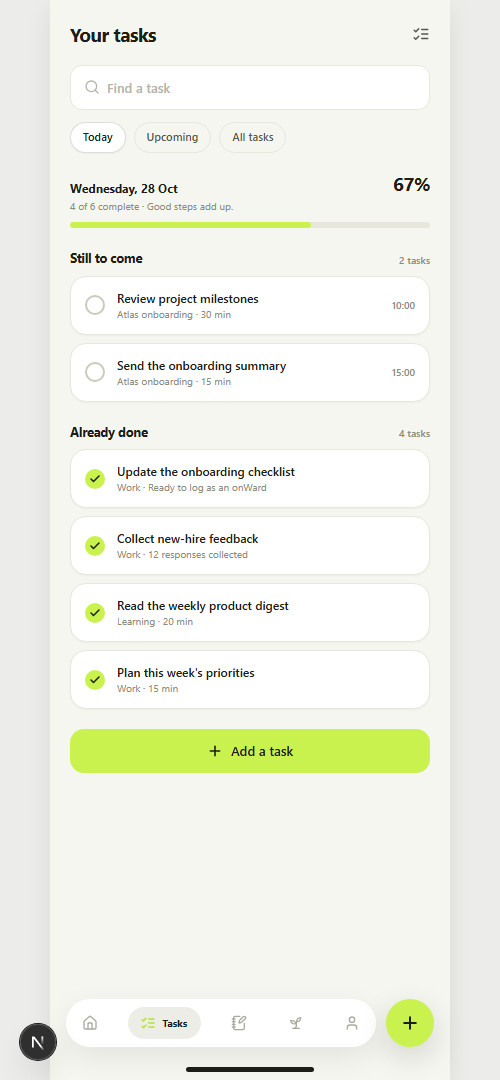 Your tasks
Find a task
Today
Upcoming
All tasks
Wednesday, 28 Oct
67%
4 of 6 complete · Good steps add up.
Still to come
2 tasks
Review project milestones
10:00
Atlas onboarding · 30 min
Send the onboarding summary
15:00
Atlas onboarding · 15 min
Already done
4 tasks
Update the onboarding checklist
Work · Ready to log as an onWard
Collect new-hire feedback
Work · 12 responses collected
Read the weekly product digest
Learning · 20 min
Plan this week's priorities
Work · 15 min
Add a task
Tasks
N